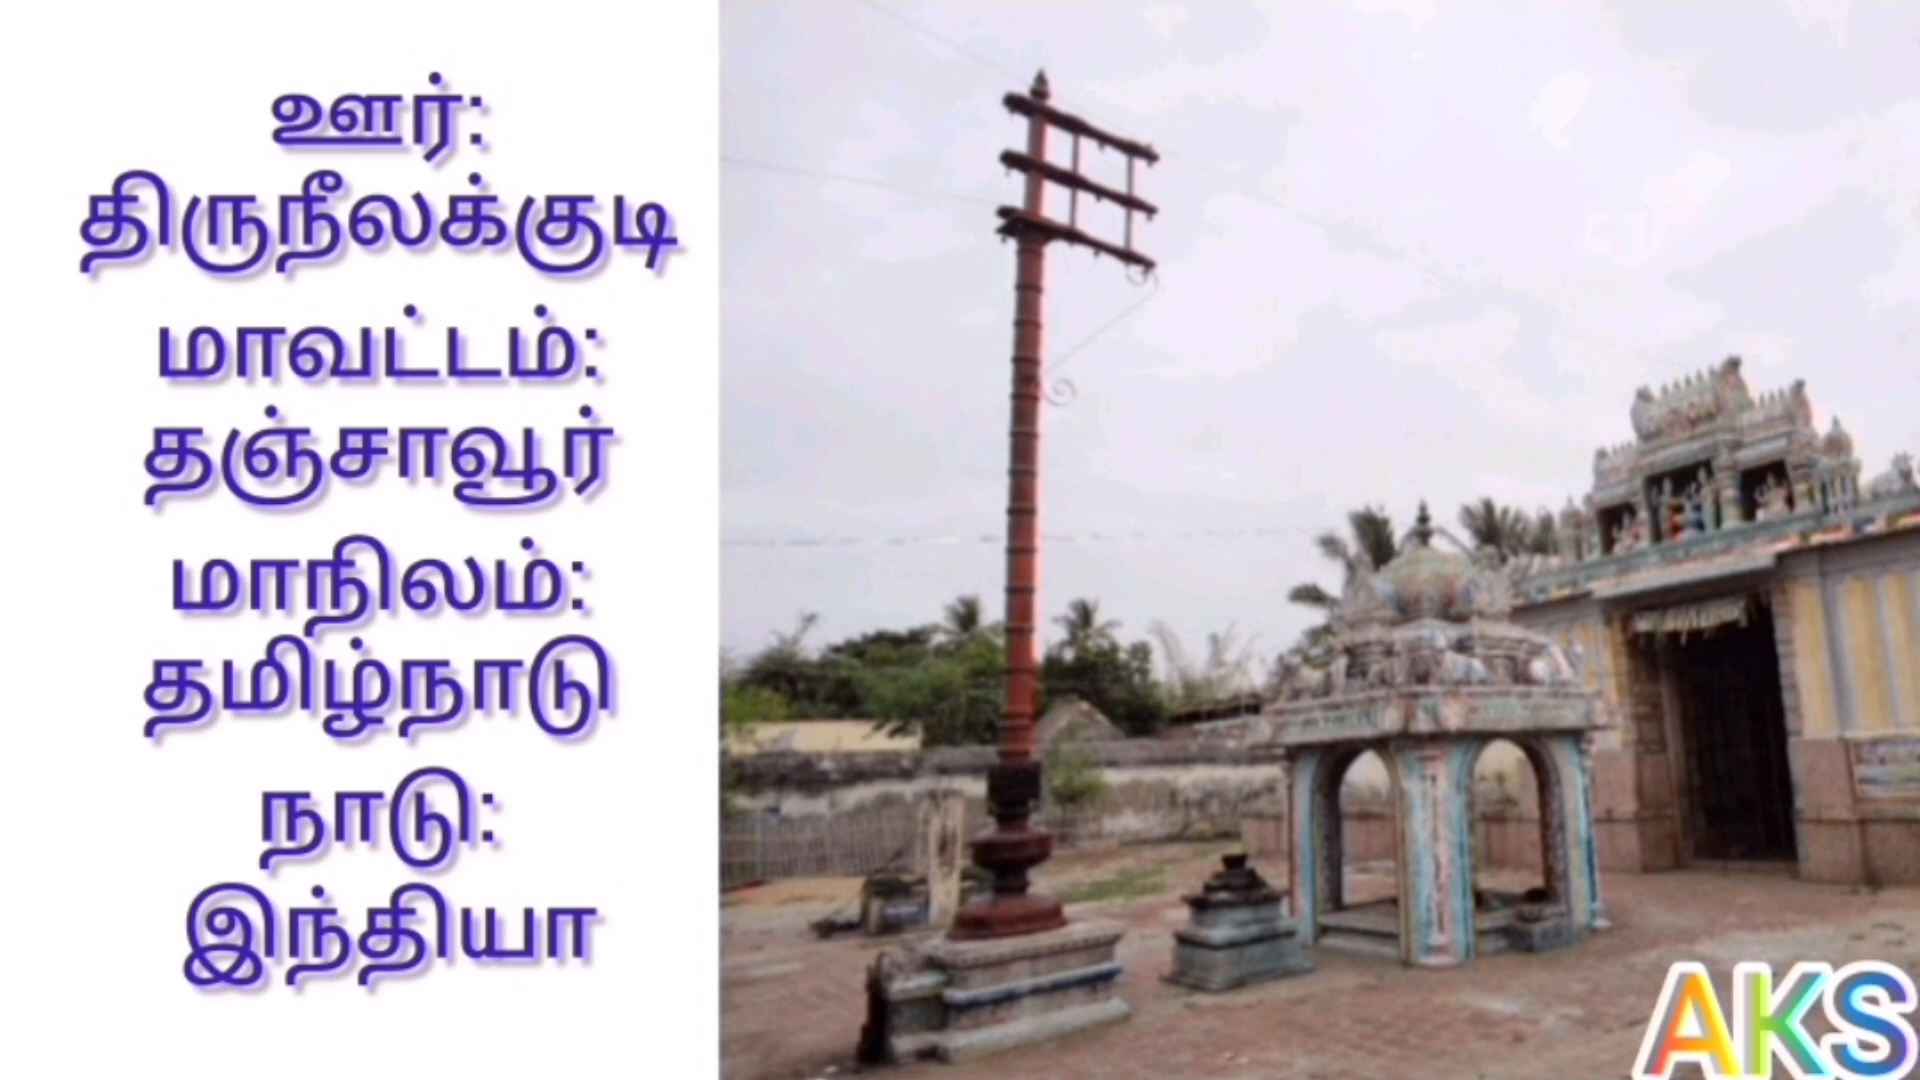 ஊர்:
திருநீலக்குடி
மாவட்டம்:
தஞ்சாவூர்
மாநிலம்:
தமிழ்நாடு
நாடு:
இந்தியா
AKS